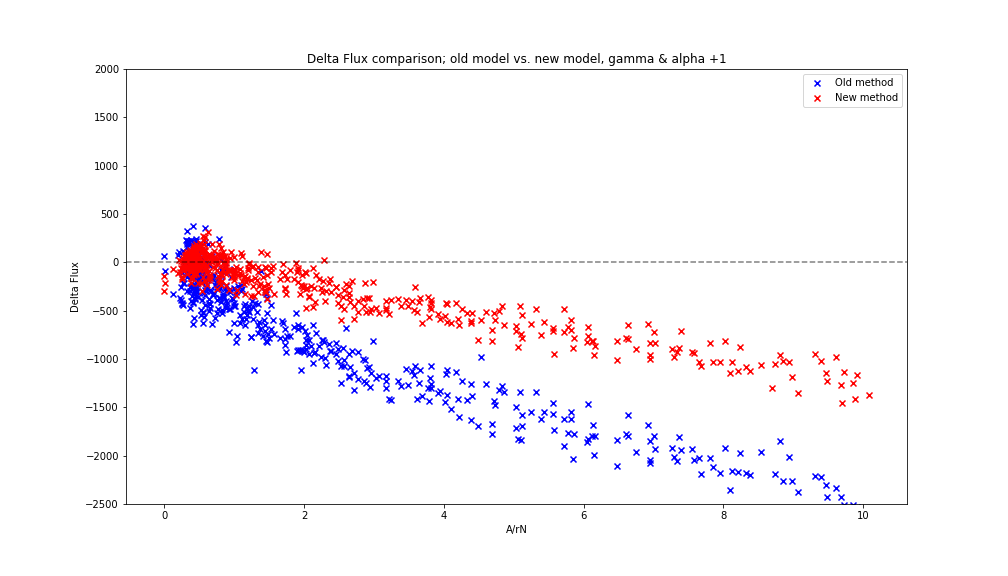 Delta Flux comparison; old model vs. new model, gamma & alpha +1
Old method
New method
2000
1500
1000
500
0
−500
−1000
−1500
−2000
−2500
Delta Flux
0 2 4 6 8 10
A/rN